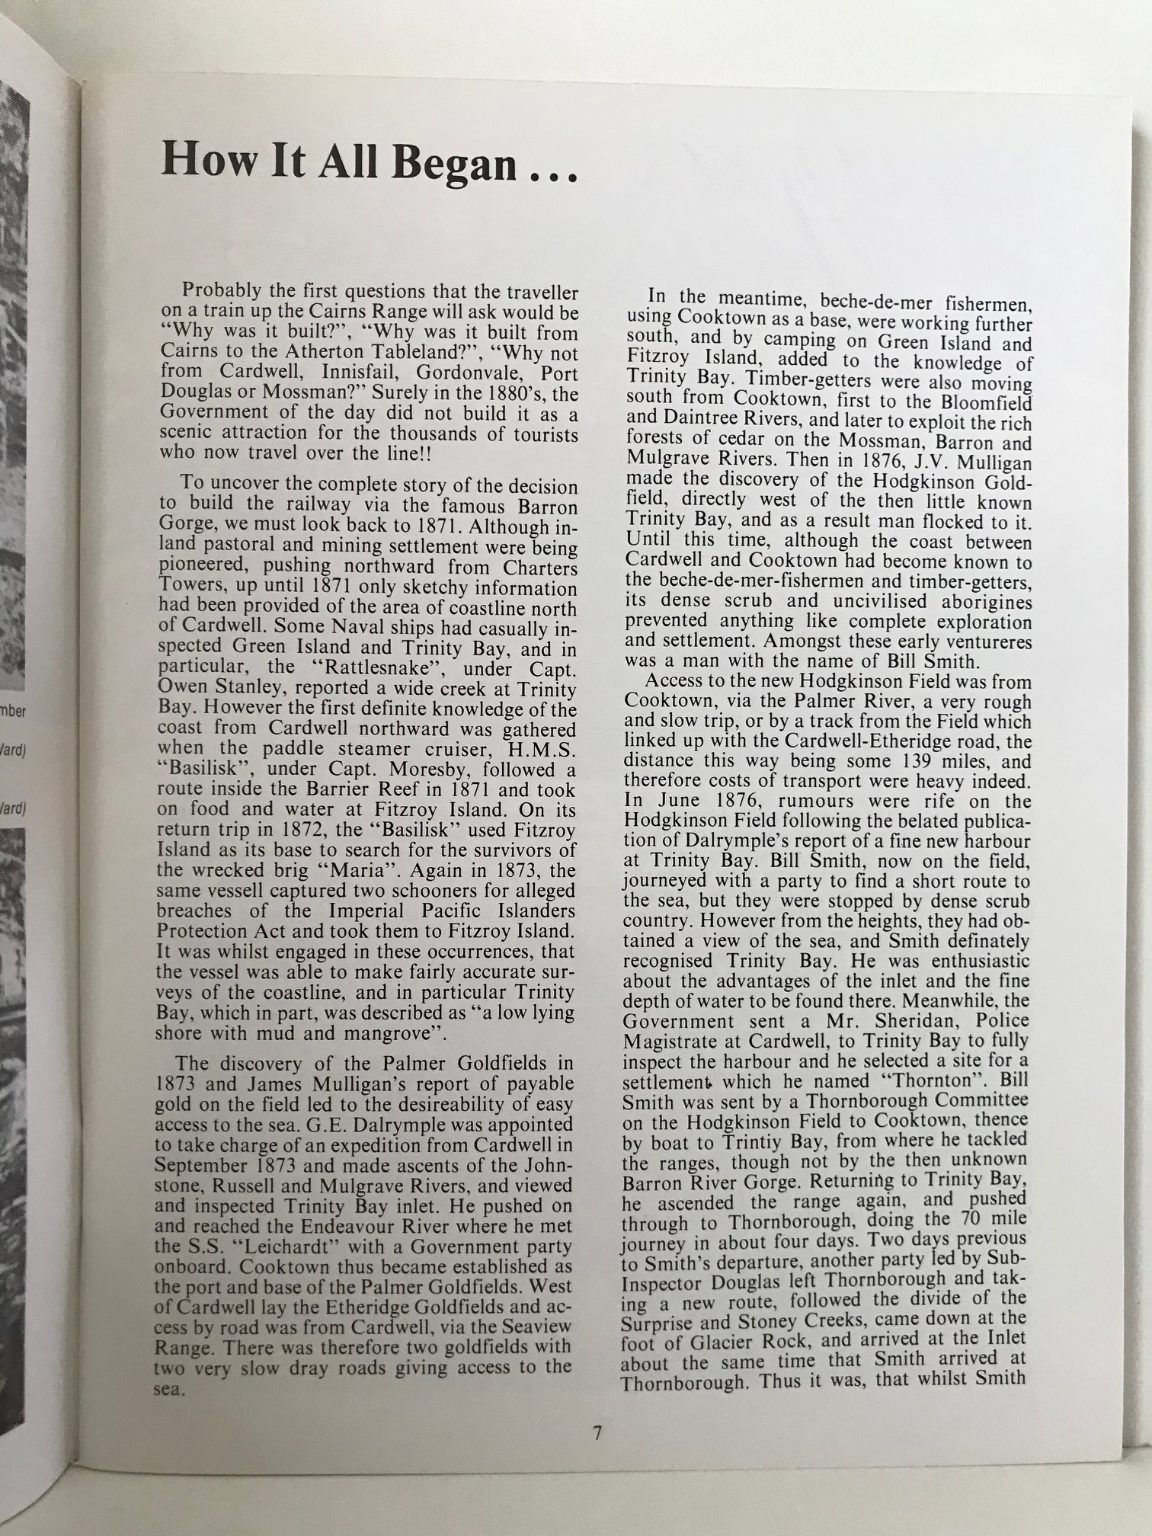 mber
Ward)
Ward)
How It All Began ...
Probably the first questions that the traveller
on a train up the Cairns Range will ask would be
“Why was it built?”, “Why was it built from
Cairns to the Atherton Tableland?”, “Why not
from Cardwell, Innisfail, Gordonvale, Port
Douglas or Mossman?” Surely in the 1880’s, the
Government of the day did not build it as a
scenic attraction for the thousands of tourists
who now travel over the line!!
To uncover the complete story of the decision
to build the railway via the famous Barron
Gorge, we must look back to 1871. Although in-
land pastoral and mining settlement were being
pioneered, pushing northward from Charters
Towers, up until 1871 only sketchy information
had been provided of the area of coastline north
of Cardwell. Some Naval ships had casually in-
spected Green Island and Trinity Bay, and in
particular, the “Rattlesnake”, under Capt.
Owen Stanley, reported a wide creek at Trinity
Bay. However the first definite knowledge of the
coast from Cardwell northward was gathered
when the paddle steamer cruiser, H.M.S.
“Basilisk”, under Capt. Moresby, followed a
route inside the Barrier Reef in 1871 and took
on food and water at Fitzroy Island. On its
return trip in 1872, the “Basilisk” used Fitzroy
Island as its base to search for the survivors of
the wrecked brig “Maria”. Again in 1873, the
same vessell captured two schooners for alleged
breaches of the Imperial Pacific Islanders
Protection Act and took them to Fitzroy Island.
It was whilst engaged in these occurrences, that
the vessel was able to make fairly accurate sur-
veys of the coastline, and in particular Trinity
Bay, which in part, was described as “a low lying
shore with mud and mangrove”.
The discovery of the Palmer Goldfields in
1873 and James Mulligan’s report of payable
gold on the field led to the desireability of easy
access to the sea. G.E. Dalrymple was appointed
to take charge of an expedition from Cardwell in
September 1873 and made ascents of the John-
stone, Russell and Mulgrave Rivers, and viewed
and inspected Trinity Bay inlet. He pushed on
and reached the Endeavour River where he met
the S.S. “Leichardt” with a Government party
onboard. Cooktown thus became established as
the port and base of the Palmer Goldfields. West
of Cardwell lay the Etheridge Goldfields and ac-
cess by road was from Cardwell, via the Seaview
Range. There was therefore two goldfields with
two very slow dray roads giving access to the
sea.
In the meantime, beche-de-mer fishermen,
using Cooktown as a base, were working further
south, and by camping on Green Island and
Fitzroy Island, added to the knowledge of
Trinity Bay. Timber-getters were also moving
south from Cooktown, first to the Bloomfield
and Daintree Rivers, and later to exploit the rich
forests of cedar on the Mossman, Barron and
Mulgrave Rivers. Then in 1876, J.V. Mulligan
made the discovery of the Hodgkinson Gold-
field, directly west of the then little known
Trinity Bay, and as a result man flocked to it.
Until this time, although the coast between
Cardwell and Cooktown had become known to
the beche-de-mer-fishermen and timber-getters,
its dense scrub and uncivilised aborigines
prevented anything like complete exploration
and settlement. Amongst these early ventureres
was a man with the name of Bill Smith.
Access to the new Hodgkinson Field was from
Cooktown, via the Palmer River, a very rough
and slow trip, or by a track from the Field which
linked up with the Cardwell-Etheridge road, the
distance this way being some 139 miles, and
therefore costs of transport were heavy indeed.
In June 1876, rumours were rife on the
Hodgkinson Field following the belated publica-
tion of Dalrymple’s report of a fine new harbour
at Trinity Bay. Bill Smith, now on the field,
journeyed with a party to find a short route to
the sea, but they were stopped by dense scrub
country. However from the heights, they had ob-
tained a view of the sea, and Smith definately
recognised Trinity Bay. He was enthusiastic
about the advantages of the inlet and the fine
depth of water to be found there. Meanwhile, the
Government sent a Mr. Sheridan, Police
Magistrate at Cardwell, to Trinity Bay to fully
inspect the harbour and he selected a site for a
settlement which he named “Thornton”. Bill
Smith was sent by a Thornborough Committee
on the Hodgkinson Field to Cooktown, thence
by boat to Trintiy Bay, from where he tackled
the ranges, though not by the then unknown
Barron River Gorge. Returning to Trinity Bay,
he ascended the range again, and pushed
through to Thornborough, doing the 70 mile
journey in about four days. Two days previous
to Smith’s departure, another party led by Sub-
Inspector Douglas left Thornborough and tak-
ing a new route, followed the divide of the
Surprise and Stoney Creeks, came down at the
foot of Glacier Rock, and arrived at the Inlet
about the same time that Smith arrived at
Thornborough. Thus it was, that whilst Smith
7